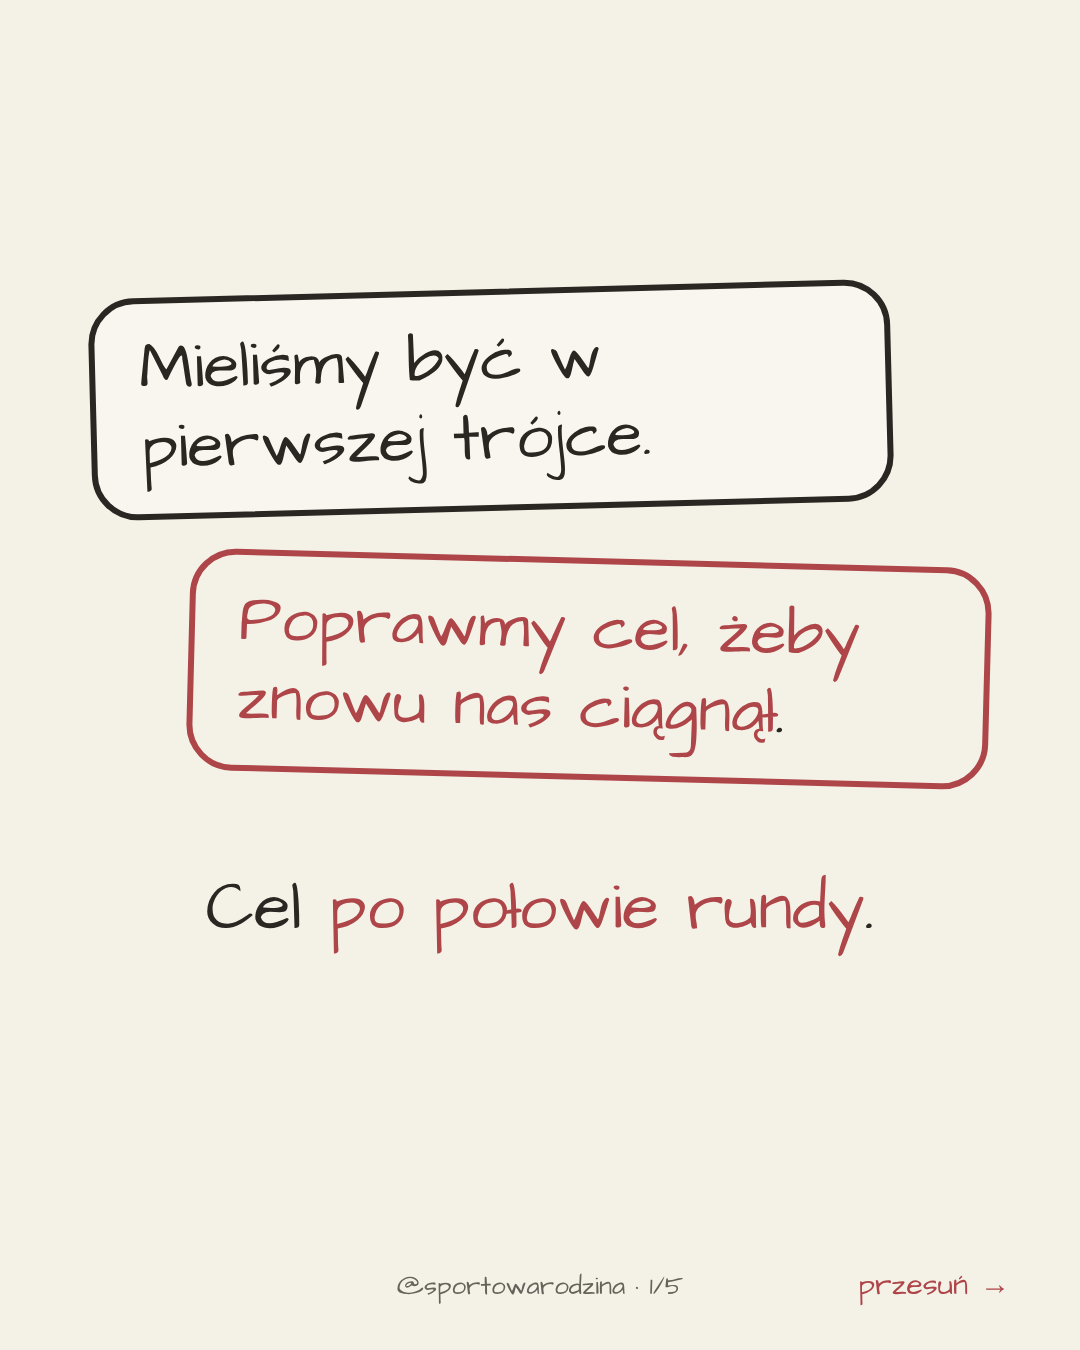 Mieliśmy być w
pierwszej trójce.
Poprawmy cel, żeby
znowu nas ciągnął.
Cel po połowie rundy.
@sportowarodzina · 1/5
przesuń →